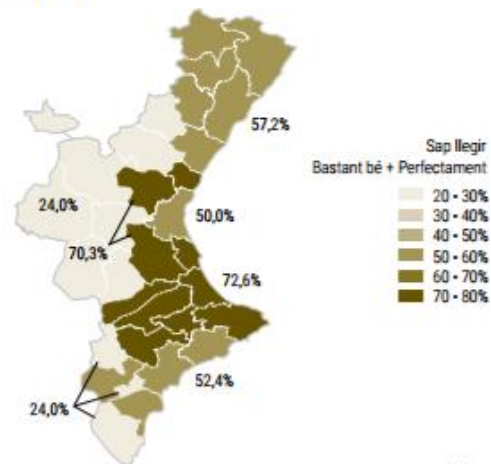 57,2%
Sap llegir
Bastant bé + Perfectament
24,0%
20 - 30%
30 - 40%
50,0%
40 - 50%
70,3%
50 - 60%
60 - 70%
72,6%
70 - 80%
52,4%
24,0%